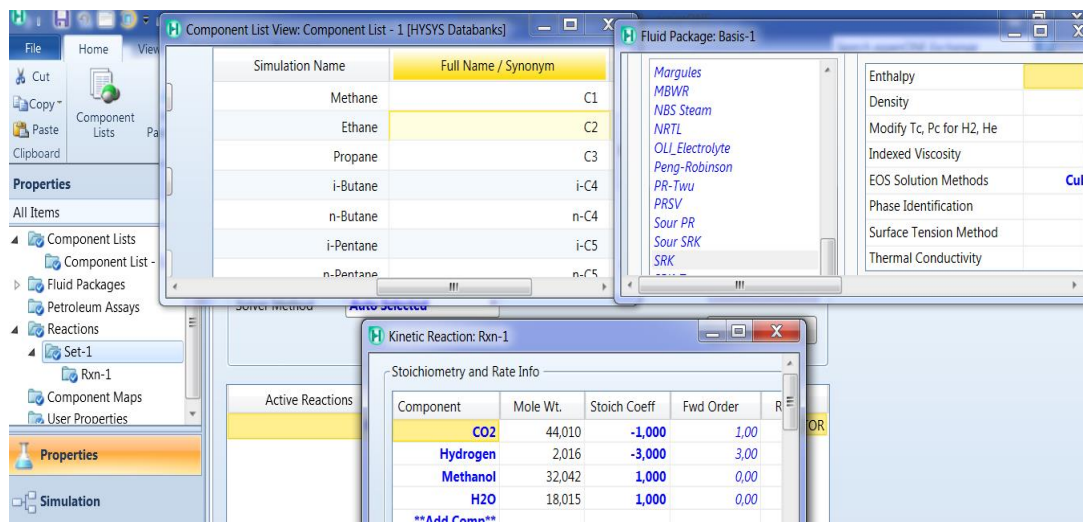 Component List View: Component List - 1 [HYSYS Databanks]
Fluid Package: Basis-1
File
Home
View
Cut
Copy
Paste
Clipboard
Component
Lists
Pa
Properties
All Items
Component Lists
Component List -
Fluid Packages
Petroleum Assays
Reactions
Set-1
Rxn-1
Component Maps
User Properties
Properties
Simulation
Simulation Name Full Name / Synonym
Methane C1
Ethane C2
Propane C3
i-Butane i-C4
n-Butane n-C4
i-Pentane i-C5
n-Pentane n-C5
Margules
MBWR
NBS Steam
NRTL
OLI_Electrolyte
Peng-Robinson
PR-Twu
PRSV
Sour PR
Sour SRK
SRK
Enthalpy
Density
Modify Tc, Pc for H2, He
Indexed Viscosity
EOS Solution Methods Cul
Phase Identification
Surface Tension Method
Thermal Conductivity
Solver Method Auto Selected
Active Reactions
OR
Kinetic Reaction: Rxn-1
Stoichiometry and Rate Info
Component Mole Wt. Stoich Coeff Fwd Order R
CO2 44,010 -1,000 1,00
Hydrogen 2,016 -3,000 3,00
Methanol 32,042 1,000 0,00
H2O 18,015 1,000 0,00
**Add Comp**